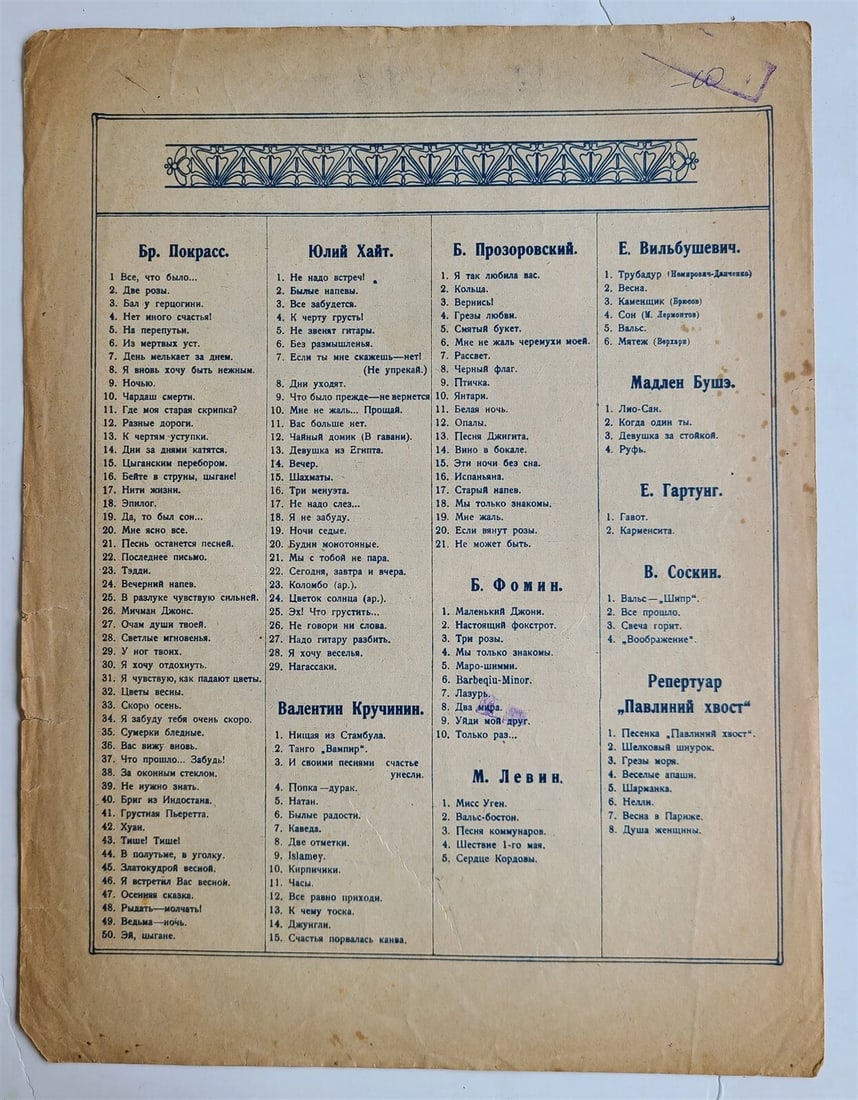 Бр. Покрасс.
1 Все, что было...
2. Две розы.
3. Бал у герцогини.
4. Нет иного счастья!
5. На перепутьи.
6. Из мертвых уст.
7. День мелькает за днем.
8. Я вновь хочу быть нежным.
9. Ночью.
10. Чардаш смерти.
11. Где моя старая скрипка?
12. Разные дороги.
13. К чертям уступки.
14. Дни за днями катятся.
15. Цыганским перебором.
16. Бейте в струны, цыгане!
17. Нити жизни.
18. Эпилог.
19. Да, то был сон...
20. Мне ясно все.
21. Песнь останется песней.
22. Последнее письмо.
23. Тэдди.
24. Вечерний напев.
25. В разлуке чувствую сильней.
26. Мичман Джонс.
27. Очам души твоей.
28. Светлые мгновенья.
29. У ног твоих.
30. Я хочу отдохнуть.
31. Я чувствую, как падают цветы.
32. Цветы весны.
33. Скоро осень.
34. Я забуду тебя очень скоро.
35. Сумерки бледные.
36. Вас вижу вновь.
37. Что прошло... Забудь!
38. За оконным стеклом.
39. Не нужно знать.
40. Бриг из Индостана.
41. Грустная Пьеретта.
42. Хуан.
43. Тише! Тише!
44. В полутьме, в уголку.
45. Златокудрой весной.
46. Я встретил Вас весной.
47. Осенняя сказка.
48. Рыдать—молчать!
49. Ведьма—ночь.
50. Эй, цыгане.
Юлий Хайт.
1. Не надо встреч!
2. Былые напевы.
3. Все забудется.
4. К черту грусть!
5. Не звенят гитары.
6. Без размышленья.
7. Если ты мне скажешь—нет!
(Не упрекай.)
8. Дни уходят.
9. Что было прежде—не вернется
10. Мне не жаль... Прощай.
11. Вас больше нет.
12. Чайный домик (В гавани).
13. Девушка из Египта.
14. Вечер.
15. Шахматы.
16. Три менуэта.
17. Не надо слез...
18. Я не забуду.
19. Ночи седые.
20. Будни монотонные.
21. Мы с тобой не пара.
22. Сегодня, завтра и вчера.
23. Коломбо (ар.).
24. Цветок солнца (ар.).
25. Эх! Что грустить...
26. Не говори ни слова.
27. Надо гитару разбить.
28. Я хочу веселья.
29. Нагассаки.
Валентин Кручинин.
1. Нищая из Стамбула.
2. Танго „Вампир“.
3. И своими песнями счастье
унесли.
4. Попка—дурак.
5. Натан.
6. Былые радости.
7. Каведа.
8. Две отметки.
9. Islamey.
10. Кирпичики.
11. Часы.
12. Все равно приходи.
13. К чему тоска.
14. Джунгли.
15. Счастья порвалась канва.
Б. Прозоровский.
1. Я так любила вас.
2. Кольца.
3. Вернись!
4. Грезы любви.
5. Смятый букет.
6. Мне не жаль черемухи моей.
7. Рассвет.
8. Черный флаг.
9. Птичка.
10. Янтари.
11. Белая ночь.
12. Опалы.
13. Песня Джигита.
14. Вино в бокале.
15. Эти ночи без сна.
16. Испаньяна.
17. Старый напев.
18. Мы только знакомы.
19. Мне жаль.
20. Если вянут розы.
21. Не может быть.
Б. Фомин.
1. Маленький Джони.
2. Настоящий фокстрот.
3. Три розы.
4. Мы только знакомы.
5. Маро-шимми.
6. Barbeqiu-Minor.
7. Лазурь.
8. Два мира.
9. Уйди мой друг.
10. Только раз...
М. Левин.
1. Мисс Уген.
2. Вальс-бостон.
3. Песня коммунаров.
4. Шествие 1-го мая.
5. Сердце Кордовы.
Е. Вильбушевич.
1. Трубадур (Немирович-Данченко)
2. Весна.
3. Каменщик (Брюсов)
4. Сон (М. Лермонтов)
5. Вальс.
6. Мятеж (Верхарн)
Мадлен Бушэ.
1. Лио-Сан.
2. Когда один ты.
3. Девушка за стойкой.
4. Руфь.
Е. Гартунг.
1. Гавот.
2. Карменсита.
В. Соскин.
1. Вальс—„Шипр“.
2. Все прошло.
3. Свеча горит.
4. „Воображение“.
Репертуар
„Павлиний хвост“
1. Песенка „Павлиний хвост“.
2. Шелковый шнурок.
3. Грезы моря.
4. Веселые апаши.
5. Шарманка.
6. Нелли.
7. Весна в Париже.
8. Душа женщины.